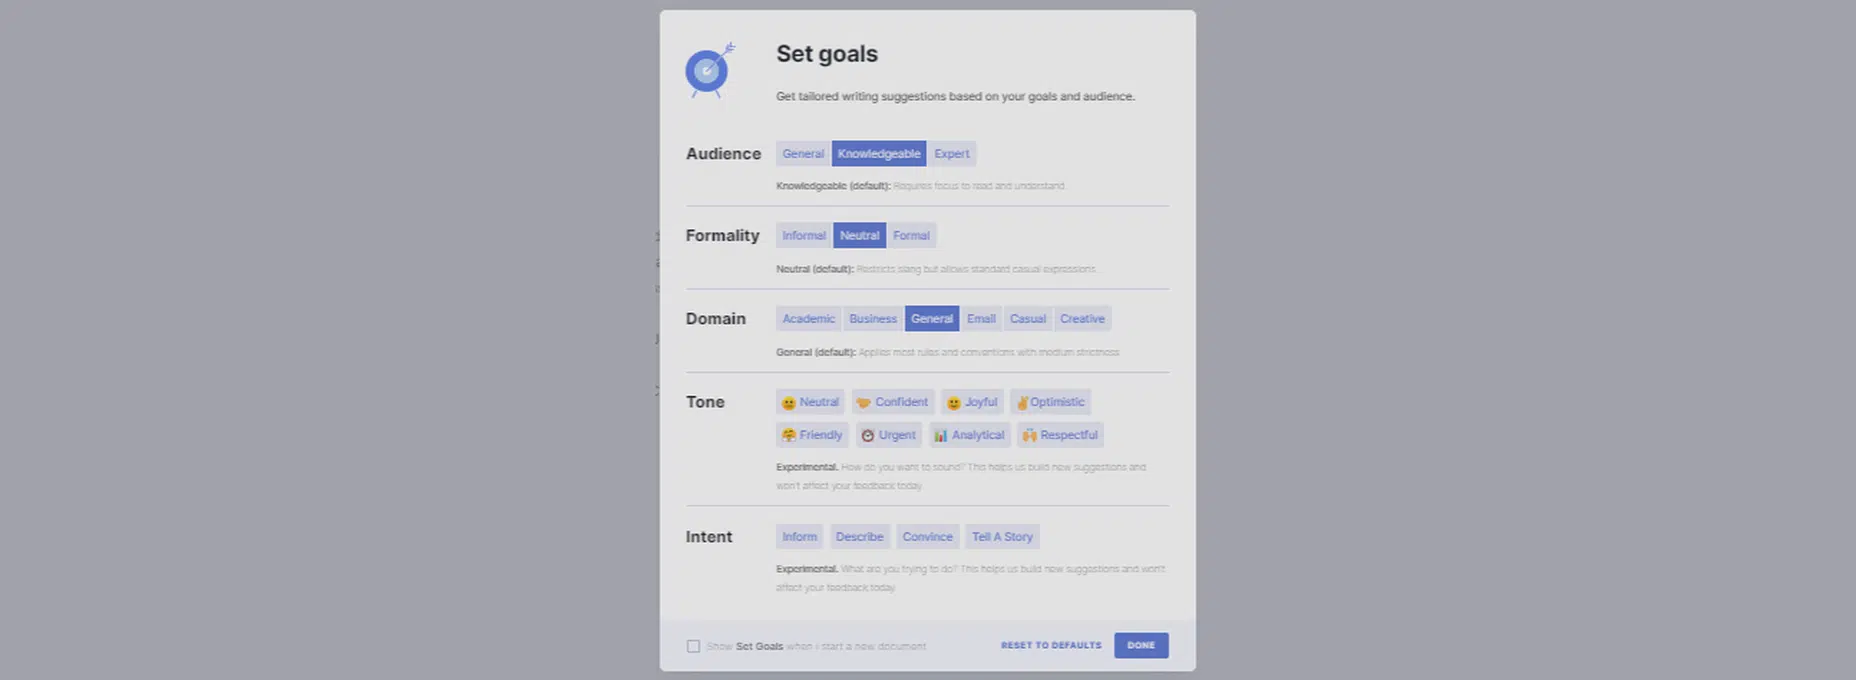 Set goals
Get tailored writing suggestions based on your goals and audience.
Audience General Knowledgeable Expert
Knowledgeable (default): Requires focus to read and understand.
Formality Informal Neutral Formal
Neutral (default): Restricts slang but allows standard casual expressions.
Domain Academic Business General Email Casual Creative
General (default): Applies most rules and conventions with medium strictness.
Tone Neutral Confident Joyful Optimistic
Friendly Urgent Analytical Respectful
Experimental. How do you want to sound? This helps us build new suggestions and
won't affect your feedback today.
Intent Inform Describe Convince Tell A Story
Experimental. What are you trying to do? This helps us build new suggestions and won't
affect your feedback today.
Show Set Goals when I start a new document RESET TO DEFAULTS DONE